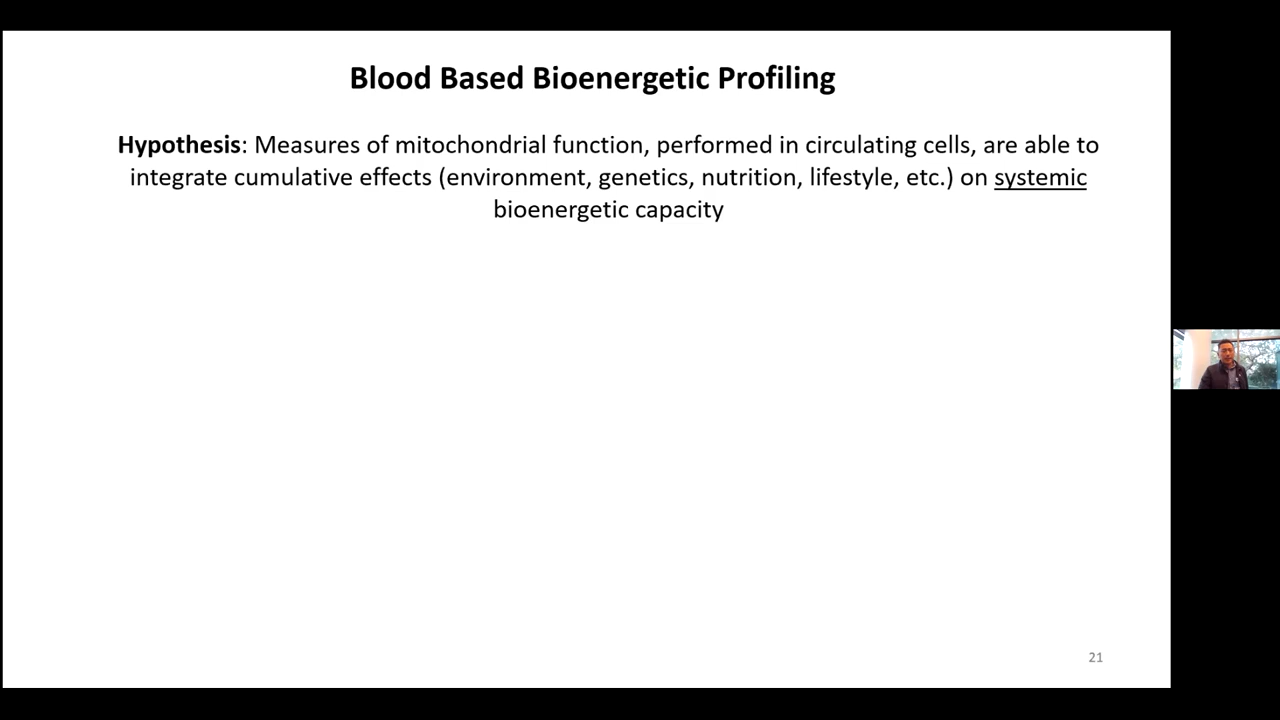 Blood Based Bioenergetic Profiling
Hypothesis: Measures of mitochondrial function, performed in circulating cells, are able to
integrate cumulative effects (environment, genetics, nutrition, lifestyle, etc.) on systemic
bioenergetic capacity
21